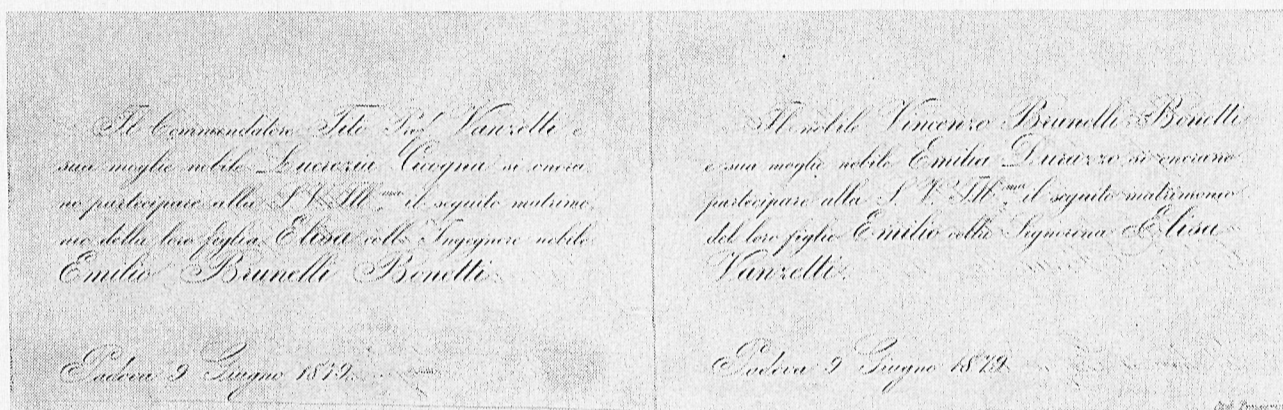 Il Commendatore Tito Prof. Vanzetti e
sua moglie nobile Lucrezia Cicogna si onora
no partecipare alla S. V. Ill.ma il seguito matrimo
nio della loro figlia Elisa coll' Ingegnere nobile
Emilio Brunelli Bonetti
Padova 9 Giugno 1879
Il nobile Vincenzo Brunelli-Bonetti
e sua moglie nobile Emilia Durazzo si onorano
partecipare alla S. V. Ill.ma il seguito matrimonio
del loro figlio Emilio colla Signorina Elisa
Vanzetti.
Padova 9 Giugno 1879